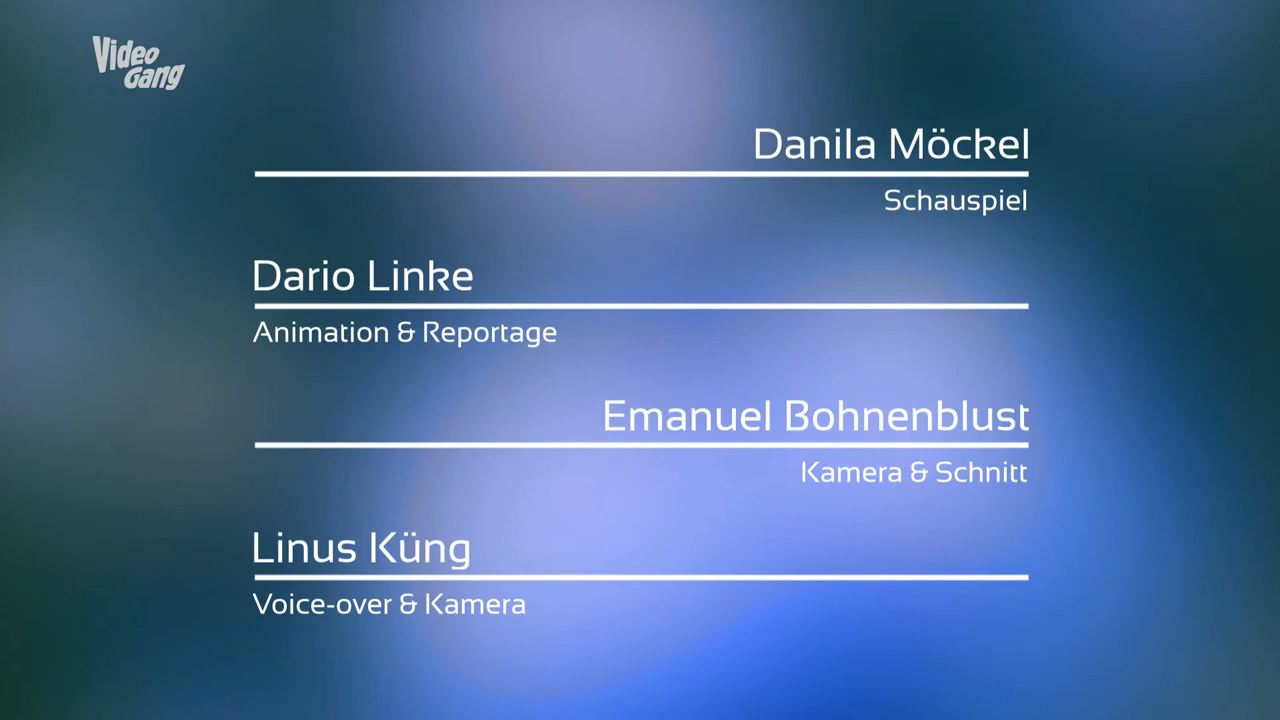 Video
Gang
Danila Möckel
Schauspiel
Dario Linke
Animation & Reportage
Emanuel Bohnenblust
Kamera & Schnitt
Linus Küng
Voice-over & Kamera